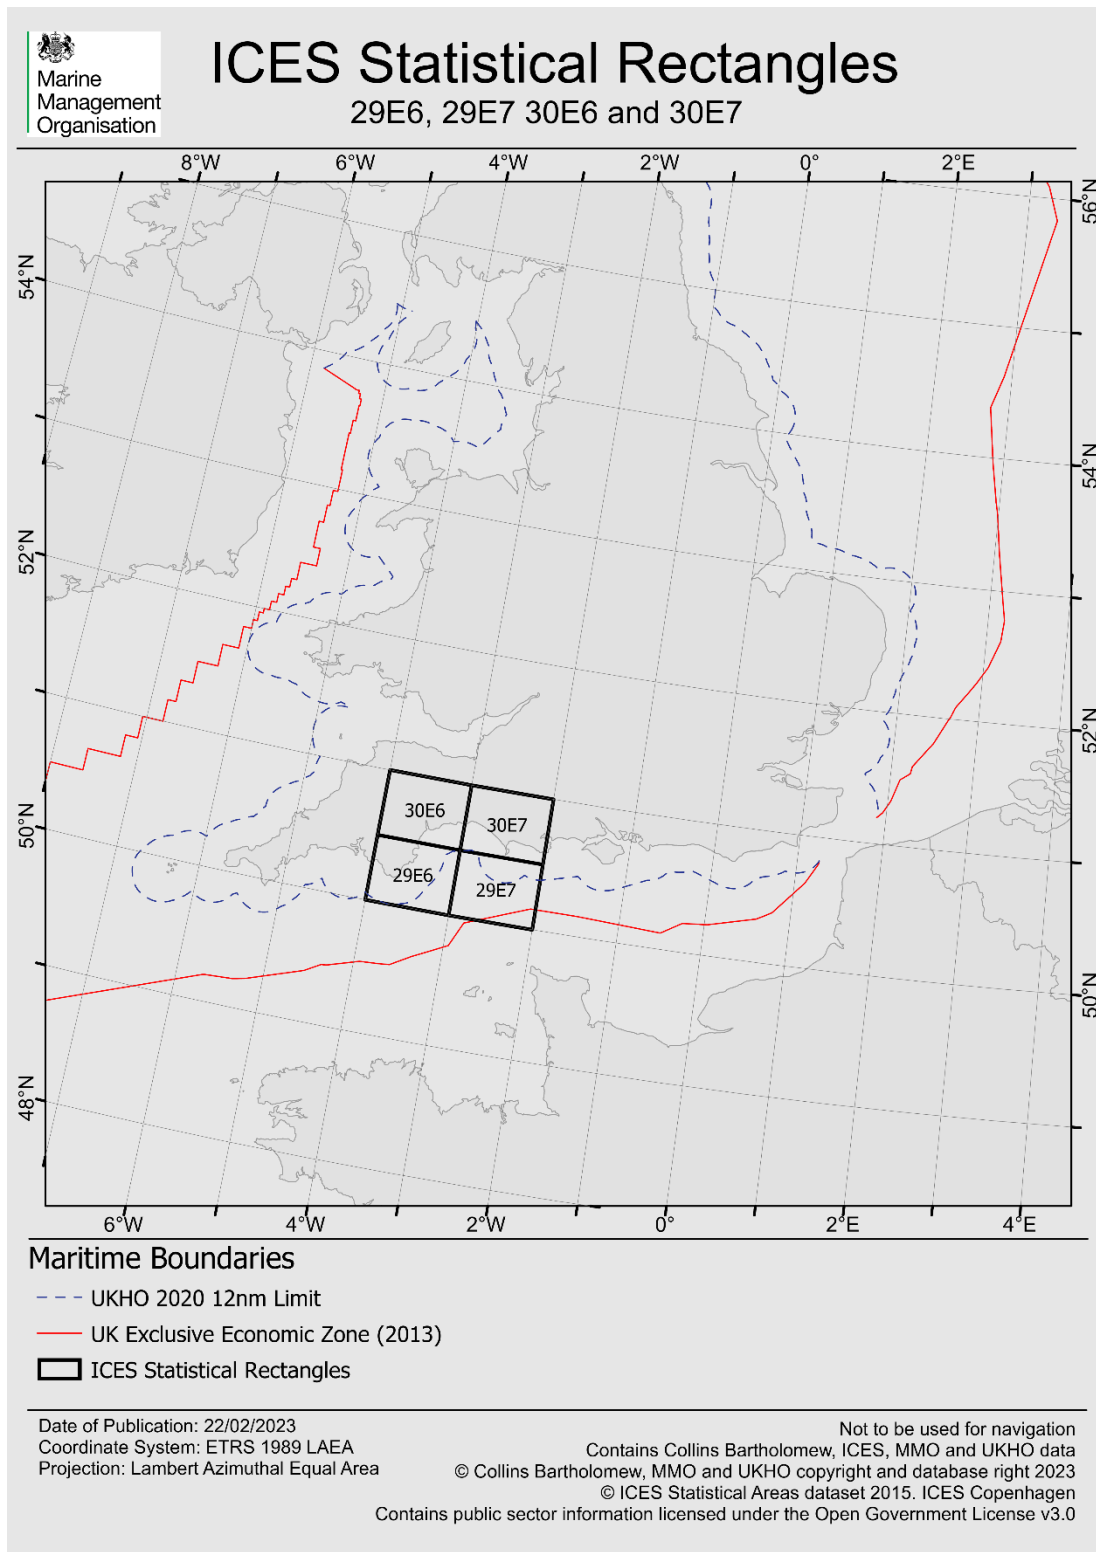 Marine
Management
Organisation
ICES Statistical Rectangles
29E6, 29E7 30E6 and 30E7
8°W 6°W 4°W 2°W 0° 2°E
56°N
54°N
54°N
52°N
52°N
50°N
50°N
48°N
30E6
30E7
29E6
29E7
6°W 4°W 2°W 0° 2°E 4°E
Maritime Boundaries
UKHO 2020 12nm Limit
UK Exclusive Economic Zone (2013)
ICES Statistical Rectangles
Date of Publication: 22/02/2023
Coordinate System: ETRS 1989 LAEA
Projection: Lambert Azimuthal Equal Area
Not to be used for navigation
Contains Collins Bartholomew, ICES, MMO and UKHO data
© Collins Bartholomew, MMO and UKHO copyright and database right 2023
© ICES Statistical Areas dataset 2015. ICES Copenhagen
Contains public sector information licensed under the Open Government License v3.0